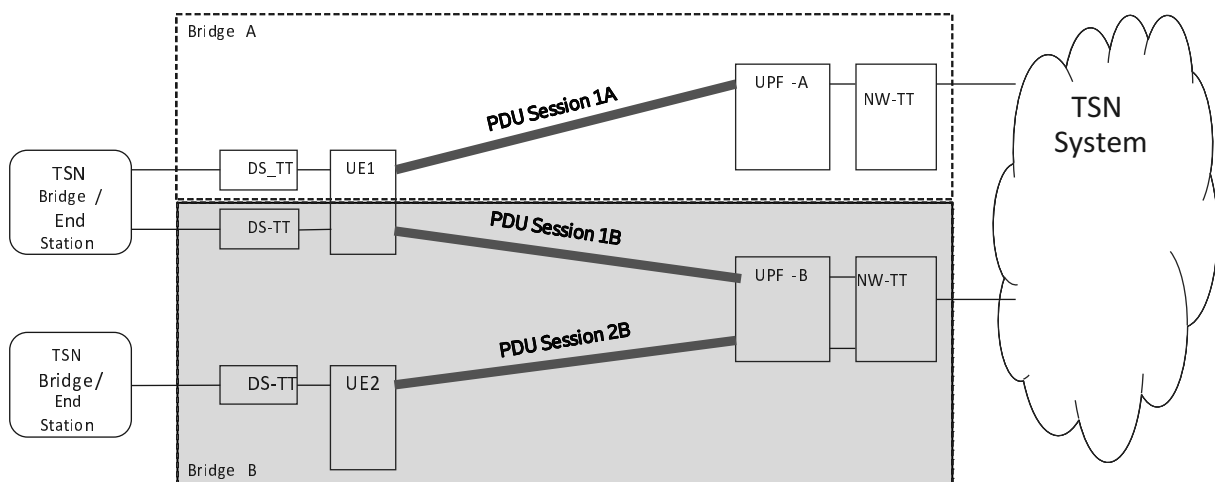 Bridge A
PDU Session 1A
UPF -A
NW-TT
TSN
System
TSN
Bridge /
End
Station
DS_TT
UE1
DS-TT
PDU Session 1B
UPF -B
NW-TT
PDU Session 2B
TSN
Bridge/
End
Station
DS-TT
UE2
Bridge B